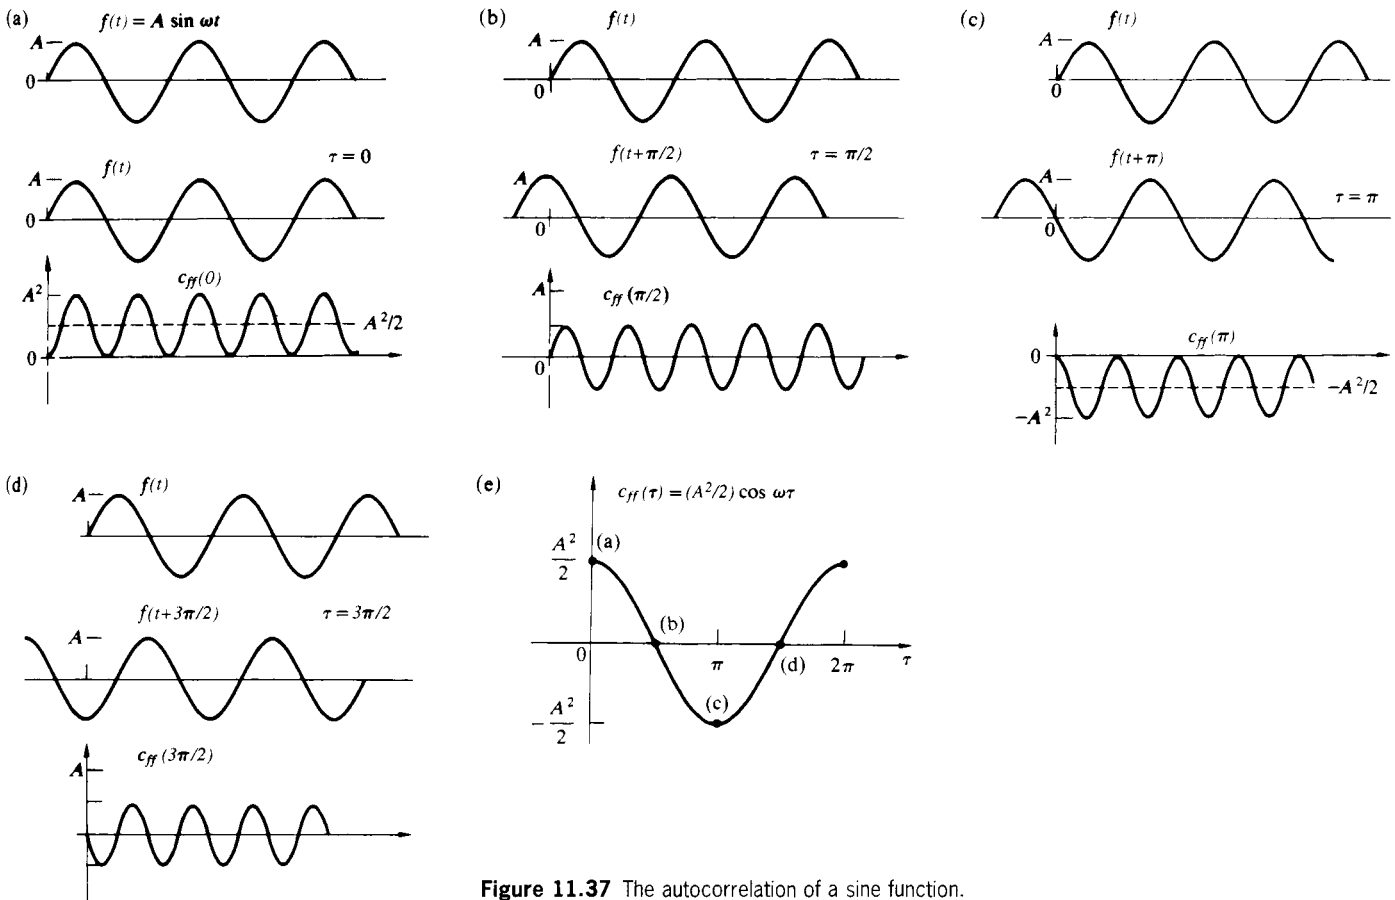 (a)
f(t) = A sin ωt
A
0
f(t)
τ = 0
A
0
c_ff(0)
A²
A²/2
0
(b)
f(t)
A
0
f(t+π/2)
τ = π/2
A
0
c_ff(π/2)
A
0
(c)
f(t)
A
0
f(t+π)
τ = π
A
0
c_ff(π)
0
−A²/2
−A²
(d)
f(t)
A
f(t+3π/2)
τ = 3π/2
A
c_ff(3π/2)
A
(e)
c_ff(τ) = (A²/2) cos ωτ
A²/2
(a)
(b)
0
π
(d)
2π
τ
(c)
−A²/2
Figure 11.37 The autocorrelation of a sine function.